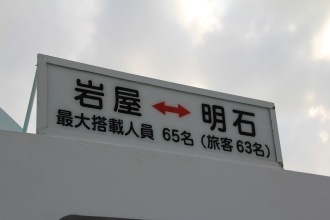 岩屋 ↔ 明石
最大搭載人員 65名（旅客 63名）